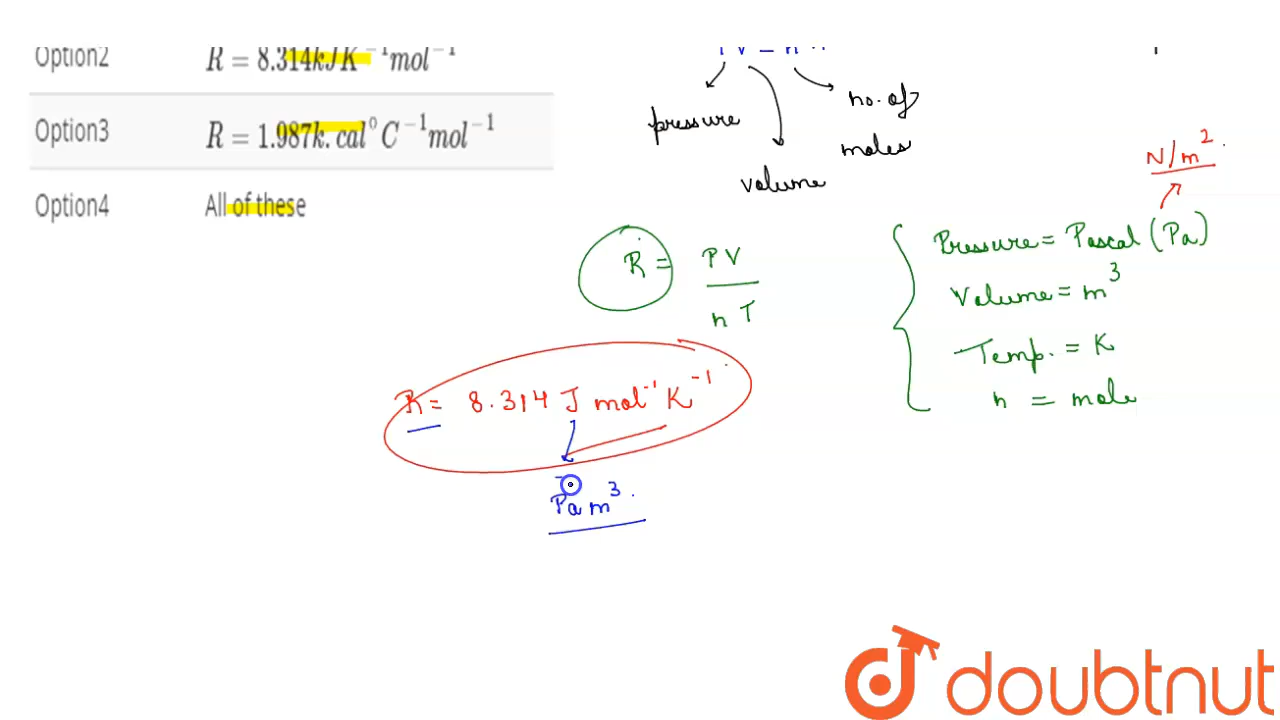 Option2 R = 8.314kJK⁻¹mol⁻¹
Option3 R = 1.987k.cal°C⁻¹mol⁻¹
Option4 All of these
PV = n
pressure
volume
no. of
moles
R = PV
n T
N/m²
Pressure = Pascal (Pa)
Volume = m³
Temp. = K
n = mole
R = 8.314 J mol⁻¹ K⁻¹
Pa m³.
doubtnut